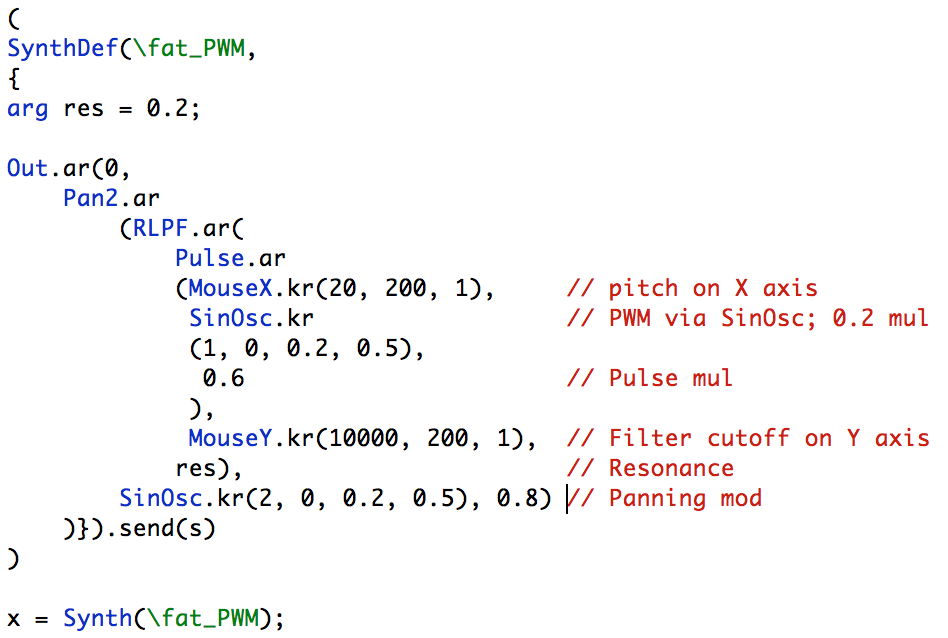 (
SynthDef(\fat_PWM,
{
arg res = 0.2;
Out.ar(0,
Pan2.ar
(RLPF.ar(
Pulse.ar
(MouseX.kr(20, 200, 1), // pitch on X axis
SinOsc.kr // PWM via SinOsc; 0.2 mul
(1, 0, 0.2, 0.5),
0.6 // Pulse mul
),
MouseY.kr(10000, 200, 1), // Filter cutoff on Y axis
res), // Resonance
SinOsc.kr(2, 0, 0.2, 0.5), 0.8) // Panning mod
)}).send(s)
)
x = Synth(\fat_PWM);